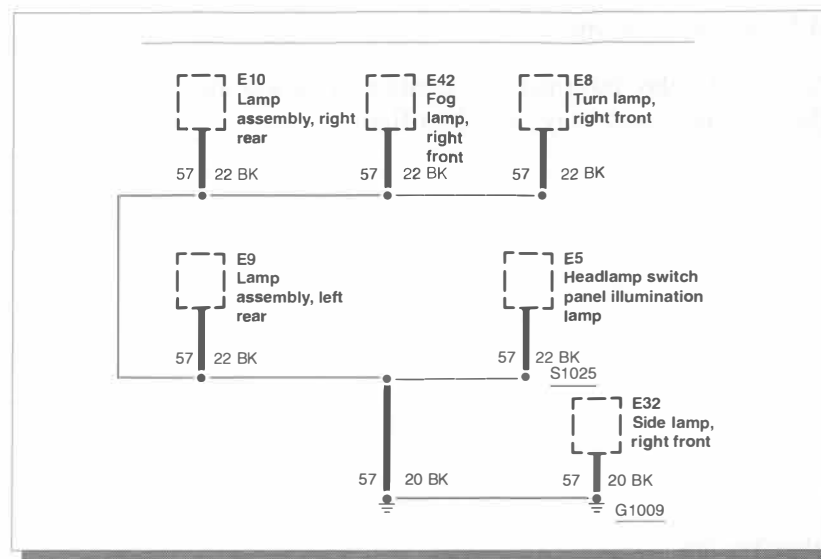 E10
Lamp
assembly, right
rear
E42
Fog
lamp,
right
front
E8
Turn lamp,
right front
57 22 BK
57 22 BK
57 22 BK
E9
Lamp
assembly, left
rear
E5
Headlamp switch
panel illumination
lamp
57 22 BK
57 22 BK
S1025
E32
Side lamp,
right front
57 20 BK
57 20 BK
G1009